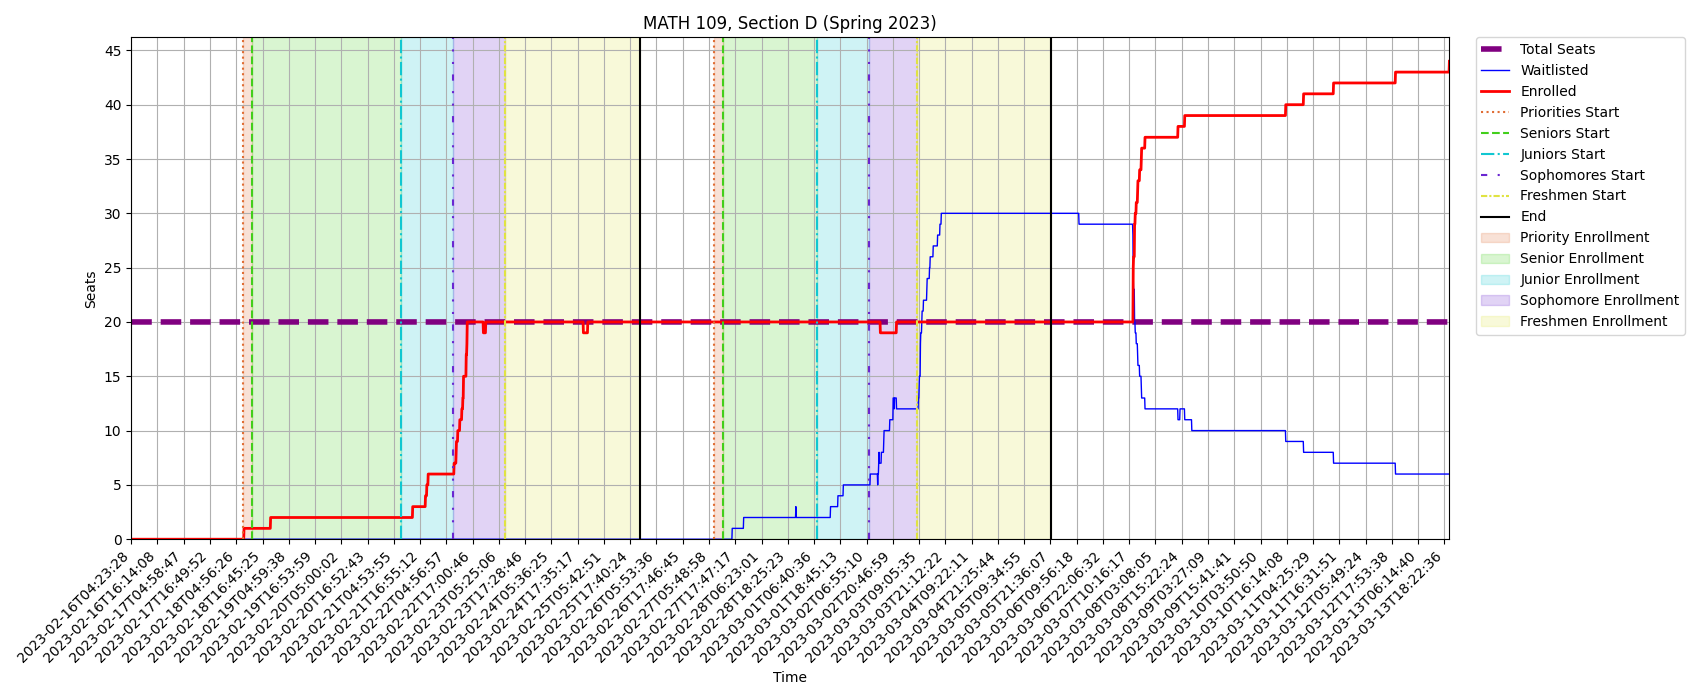 MATH 109, Section D (Spring 2023)
45
40
35
30
25
20
15
10
5
0
Seats
2023-02-16T04:23:28
2023-02-16T16:14:08
2023-02-17T04:58:47
2023-02-17T16:49:52
2023-02-18T04:56:26
2023-02-18T16:45:25
2023-02-19T04:59:38
2023-02-19T16:53:59
2023-02-20T05:00:02
2023-02-20T16:52:43
2023-02-21T04:53:55
2023-02-21T16:55:12
2023-02-22T04:56:57
2023-02-22T17:00:46
2023-02-23T05:25:06
2023-02-23T17:28:46
2023-02-24T05:36:25
2023-02-24T17:35:17
2023-02-25T05:42:51
2023-02-25T17:40:24
2023-02-26T05:53:36
2023-02-26T17:46:45
2023-02-27T05:48:59
2023-02-27T17:47:17
2023-02-28T06:23:01
2023-02-28T18:25:23
2023-03-01T06:40:36
2023-03-01T18:45:13
2023-03-02T06:55:10
2023-03-02T20:46:59
2023-03-03T09:05:35
2023-03-03T21:12:22
2023-03-04T09:22:11
2023-03-04T21:25:44
2023-03-05T09:34:55
2023-03-05T21:36:07
2023-03-06T09:56:18
2023-03-06T22:06:32
2023-03-07T10:16:17
2023-03-08T03:08:05
2023-03-08T15:22:24
2023-03-09T03:27:09
2023-03-09T15:41:41
2023-03-10T03:50:50
2023-03-10T16:14:08
2023-03-11T04:25:29
2023-03-11T16:31:51
2023-03-12T05:49:24
2023-03-12T17:53:38
2023-03-13T06:14:40
2023-03-13T18:22:36
Time
Total Seats
Waitlisted
Enrolled
Priorities Start
Seniors Start
Juniors Start
Sophomores Start
Freshmen Start
End
Priority Enrollment
Senior Enrollment
Junior Enrollment
Sophomore Enrollment
Freshmen Enrollment